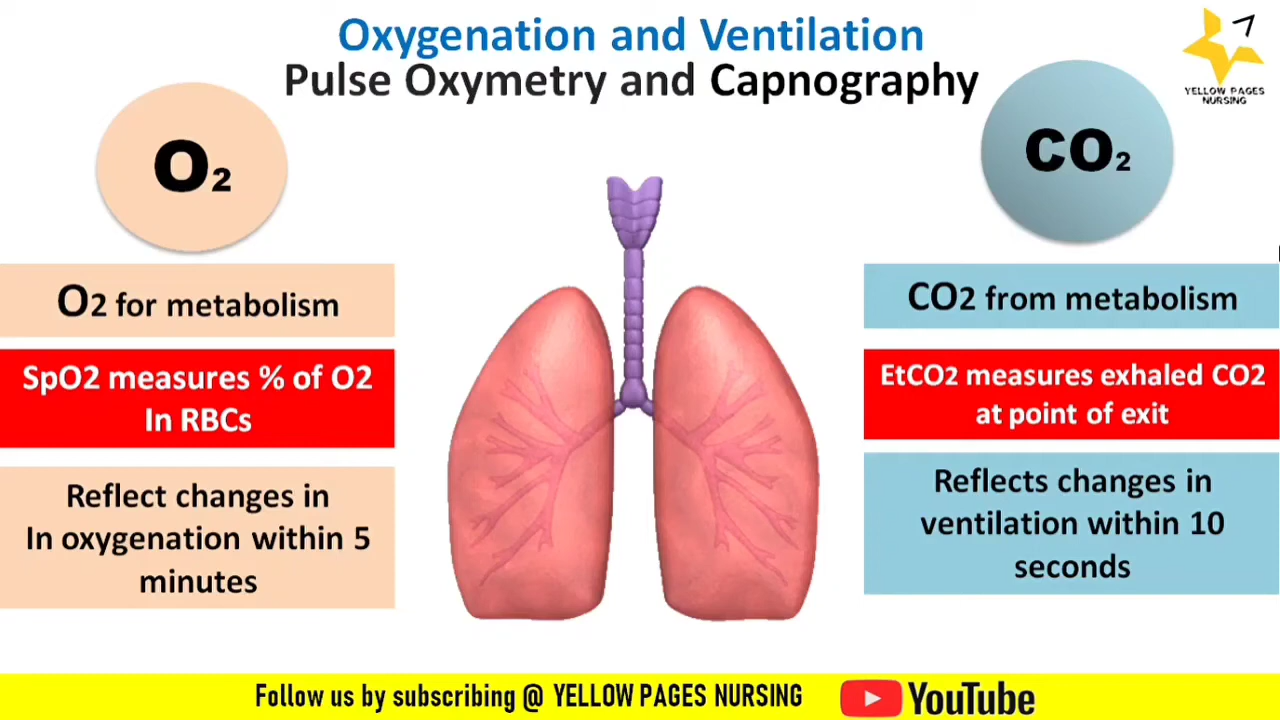 Oxygenation and Ventilation
Pulse Oxymetry and Capnography
YELLOW PAGES
NURSING
O2
CO2
O2 for metabolism
SpO2 measures % of O2
In RBCs
Reflect changes in
In oxygenation within 5
minutes
CO2 from metabolism
EtCO2 measures exhaled CO2
at point of exit
Reflects changes in
ventilation within 10
seconds
Follow us by subscribing @ YELLOW PAGES NURSING YouTube